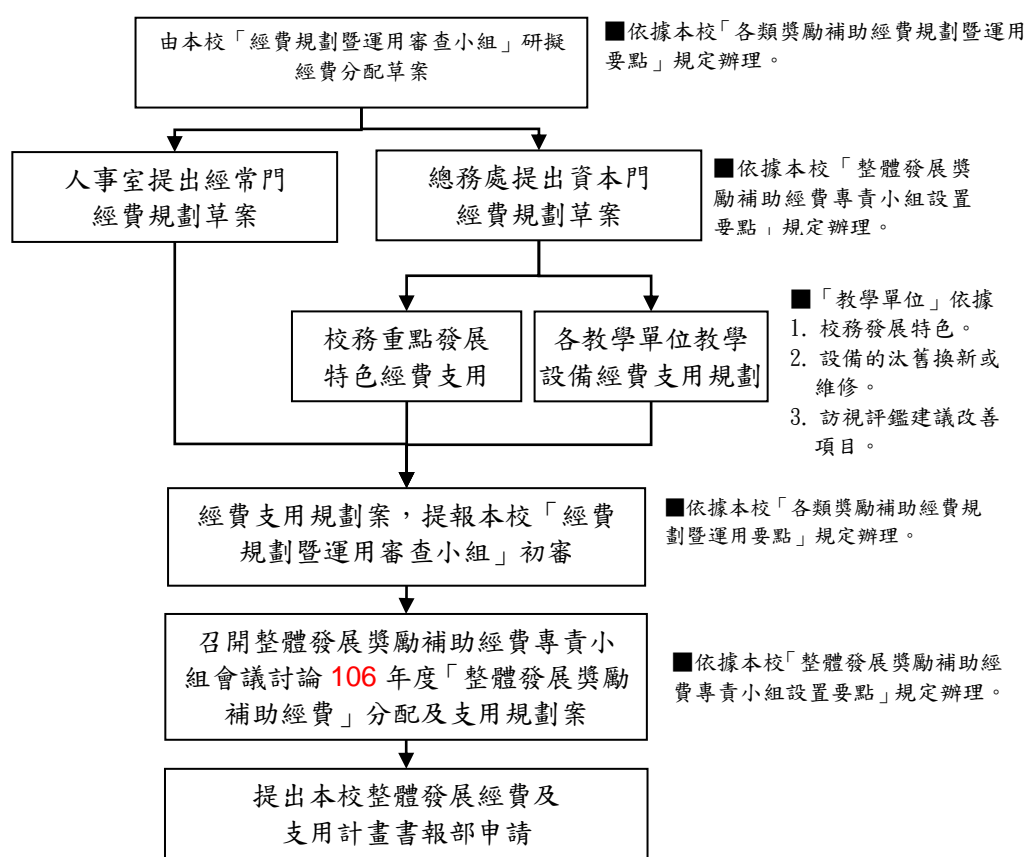 由本校「經費規劃暨運用審查小組」研擬
經費分配草案
■依據本校「各類獎勵補助經費規劃暨運用
要點」規定辦理。
人事室提出經常門
經費規劃草案
總務處提出資本門
經費規劃草案
■依據本校「整體發展獎
勵補助經費專責小組設置
要點」規定辦理。
校務重點發展
特色經費支用
各教學單位教學
設備經費支用規劃
■「教學單位」依據
1. 校務發展特色。
2. 設備的汰舊換新或
維修。
3. 訪視評鑑建議改善
項目。
經費支用規劃案，提報本校「經費
規劃暨運用審查小組」初審
■依據本校「各類獎勵補助經費規
劃暨運用要點」規定辦理。
召開整體發展獎勵補助經費專責小
組會議討論 106 年度「整體發展獎勵
補助經費」分配及支用規劃案
■依據本校「整體發展獎勵補助經
費專責小組設置要點」規定辦理。
提出本校整體發展經費及
支用計畫書報部申請